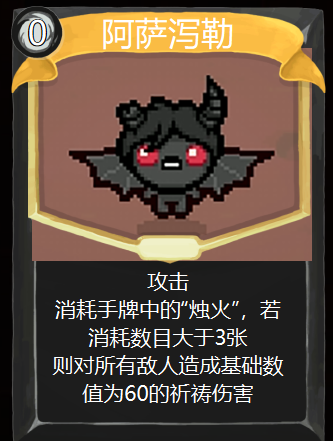 0
阿萨泻勒
攻击
消耗手牌中的“烛火”，若
消耗数目大于3张
则对所有敌人造成基础数
值为60的祈祷伤害